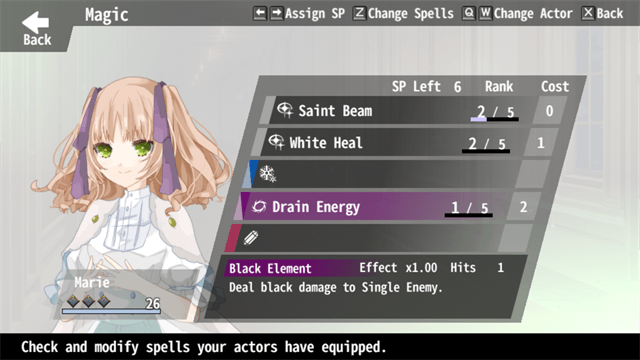 Magic
← → Assign SP Z Change Spells Q W Change Actor X Back
Back
SP Left 6 Rank Cost
Saint Beam 2 / 5 0
White Heal 2 / 5 1
Drain Energy 1 / 5 2
Black Element Effect x1.00 Hits 1
Deal black damage to Single Enemy.
Marie
26
Check and modify spells your actors have equipped.